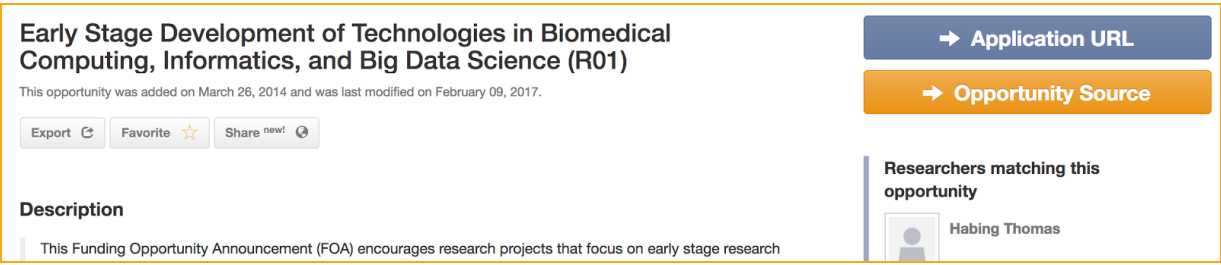 Early Stage Development of Technologies in Biomedical
Computing, Informatics, and Big Data Science (R01)
This opportunity was added on March 26, 2014 and was last modified on February 09, 2017.
Export
Favorite
Share new!
Description
This Funding Opportunity Announcement (FOA) encourages research projects that focus on early stage research
Application URL
Opportunity Source
Researchers matching this
opportunity
Habing Thomas